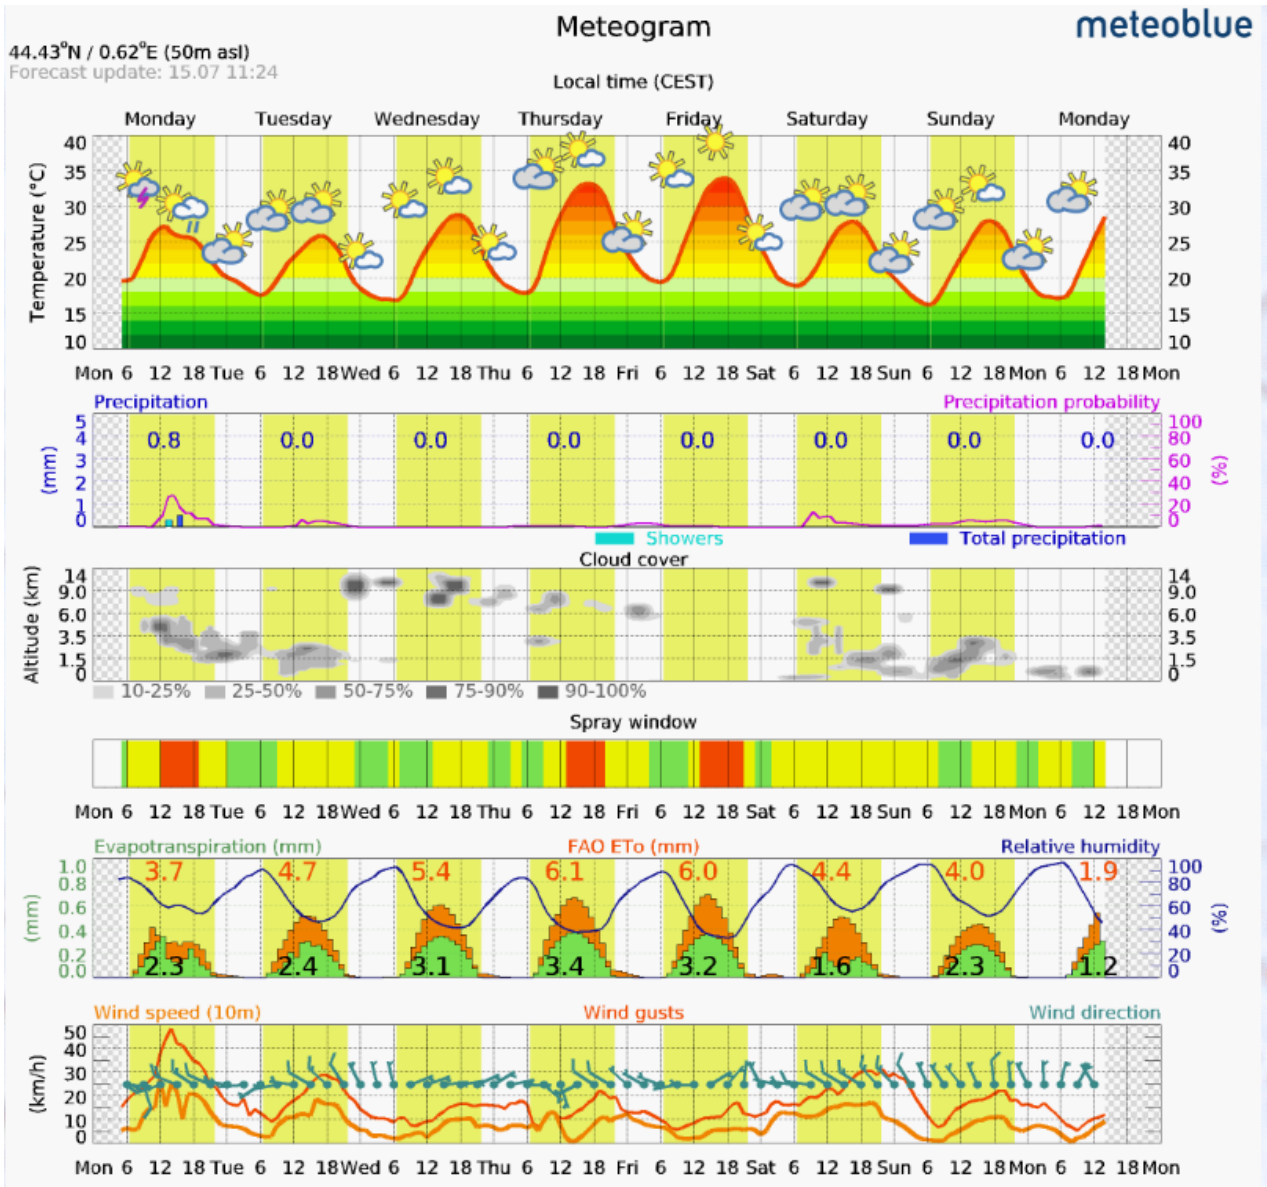 Meteogram
meteoblue
44.43°N / 0.62°E (50m asl)
Forecast update: 15.07 11:24
Local time (CEST)
Monday Tuesday Wednesday Thursday Friday Saturday Sunday Monday
Temperature (°C)
40 40
35 35
30 30
25 25
20 20
15 15
10 10
Mon 6 12 18 Tue 6 12 18 Wed 6 12 18 Thu 6 12 18 Fri 6 12 18 Sat 6 12 18 Sun 6 12 18 Mon 6 12 18 Mon
Precipitation Precipitation probability
(mm)
(%)
5 100
4 80
3 60
2 40
1 20
0 0
0.8 0.0 0.0 0.0 0.0 0.0 0.0 0.0
Showers Total precipitation
Cloud cover
Altitude (km)
14 14
9.0 9.0
6.0 6.0
3.5 3.5
1.5 1.5
0 0
10-25% 25-50% 50-75% 75-90% 90-100%
Spray window
Mon 6 12 18 Tue 6 12 18 Wed 6 12 18 Thu 6 12 18 Fri 6 12 18 Sat 6 12 18 Sun 6 12 18 Mon 6 12 18 Mon
Evapotranspiration (mm) FAO ETo (mm) Relative humidity
(mm)
(%)
1.0 100
0.8 80
0.6 60
0.4 40
0.2 20
0.0 0
3.7 4.7 5.4 6.1 6.0 4.4 4.0 1.9
2.3 2.4 3.1 3.4 3.2 1.6 2.3 1.2
Wind speed (10m) Wind gusts Wind direction
(km/h)
50
40
30
20
10
0
Mon 6 12 18 Tue 6 12 18 Wed 6 12 18 Thu 6 12 18 Fri 6 12 18 Sat 6 12 18 Sun 6 12 18 Mon 6 12 18 Mon